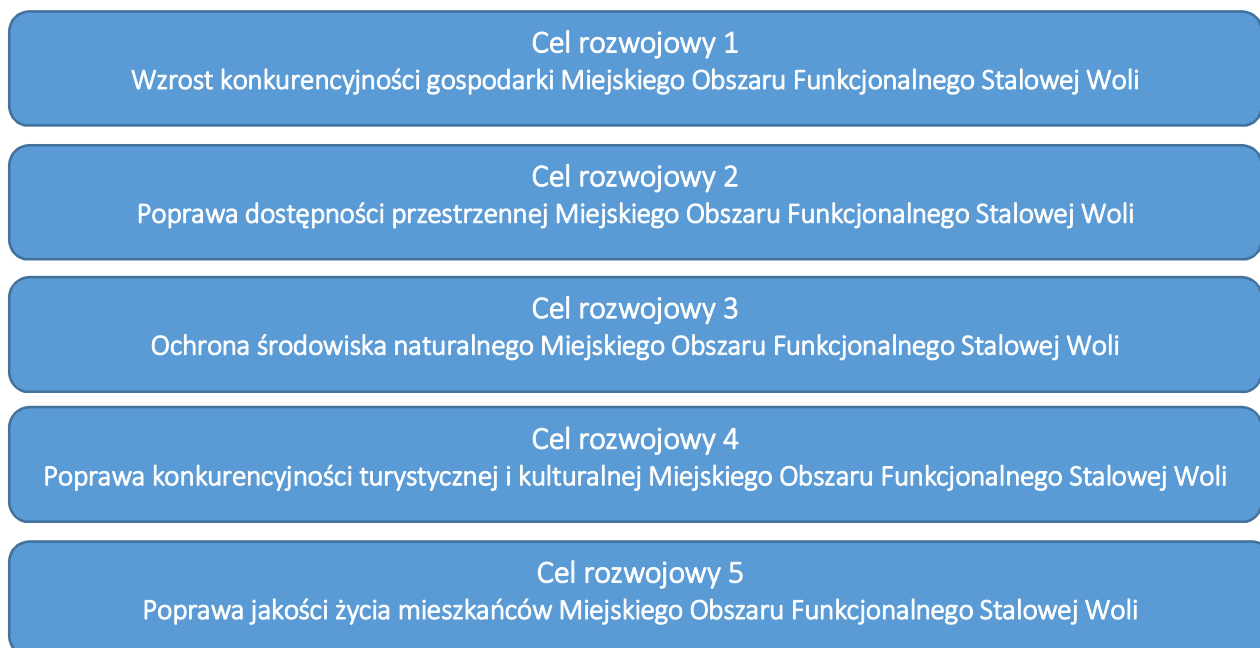 Cel rozwojowy 1
Wzrost konkurencyjności gospodarki Miejskiego Obszaru Funkcjonalnego Stalowej Woli
Cel rozwojowy 2
Poprawa dostępności przestrzennej Miejskiego Obszaru Funkcjonalnego Stalowej Woli
Cel rozwojowy 3
Ochrona środowiska naturalnego Miejskiego Obszaru Funkcjonalnego Stalowej Woli
Cel rozwojowy 4
Poprawa konkurencyjności turystycznej i kulturalnej Miejskiego Obszaru Funkcjonalnego Stalowej Woli
Cel rozwojowy 5
Poprawa jakości życia mieszkańców Miejskiego Obszaru Funkcjonalnego Stalowej Woli